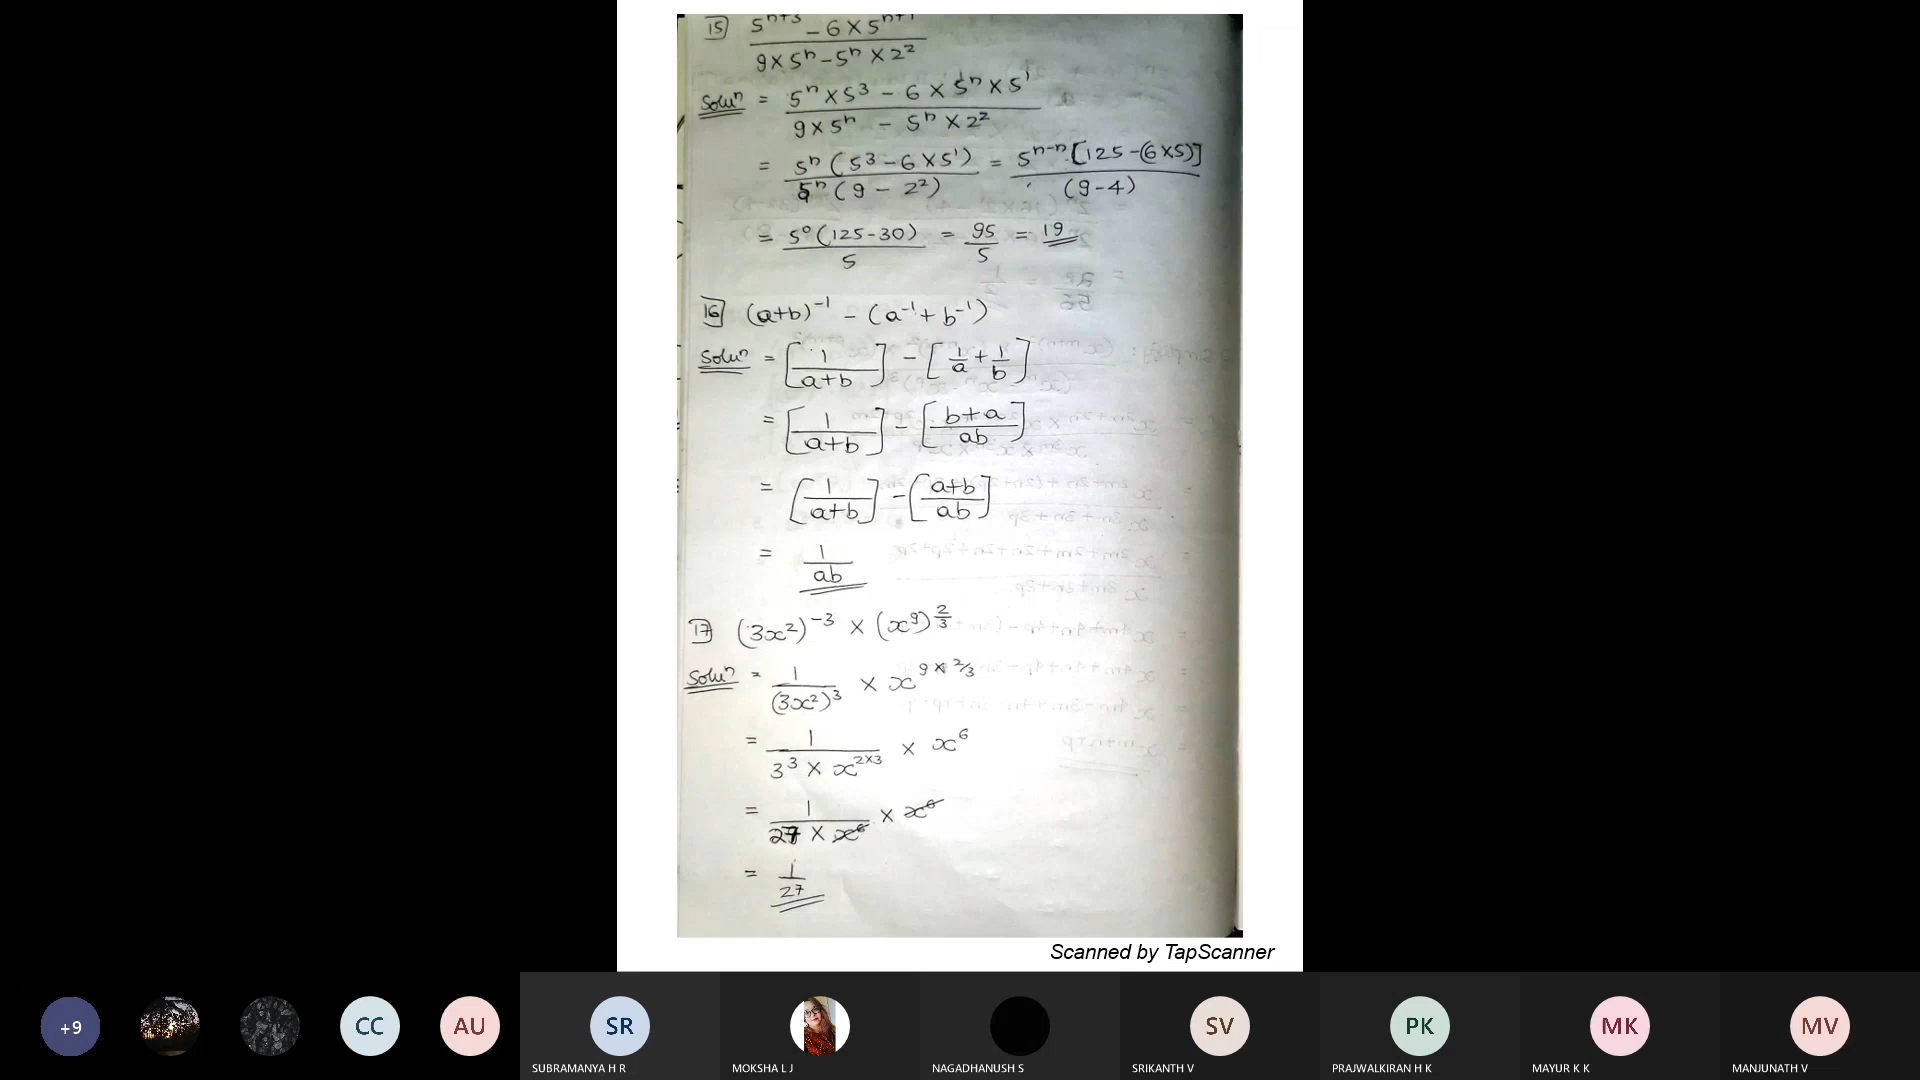 15 5^{n+3} - 6 × 5^{n+1} / 9 × 5^n - 5^n × 2^2
Solu^n = 5^n × 5^3 - 6 × 5^n × 5^1 / 9 × 5^n - 5^n × 2^2
= 5^n (5^3 - 6 × 5^1) / 5^n (9 - 2^2) = 5^{n-n} [125 - (6 × 5)] / (9-4)
= 5^0 (125-30) / 5 = 95 / 5 = 19
16 (a+b)^{-1} - (a^{-1} + b^{-1})
Solu^n = [1 / a+b] - [1/a + 1/b]
= [1 / a+b] - [b+a / ab]
= [1 / a+b] - [a+b / ab]
= 1 / ab
17 (3x^2)^{-3} × (x^9)^{2/3}
Solu^n = 1 / (3x^2)^3 × x^{9 × 2/3}
= 1 / 3^3 × x^{2×3} × x^6
= 1 / 27 × x^6 × x^6
= 1 / 27
Scanned by TapScanner
+9 CC AU SR SV PK MK MV
SUBRAMANYA H R MOKSHA L J NAGADHANUSH S SRIKANTH V PRAJWALKIRAN H K MAYUR K K MANJUNATH V